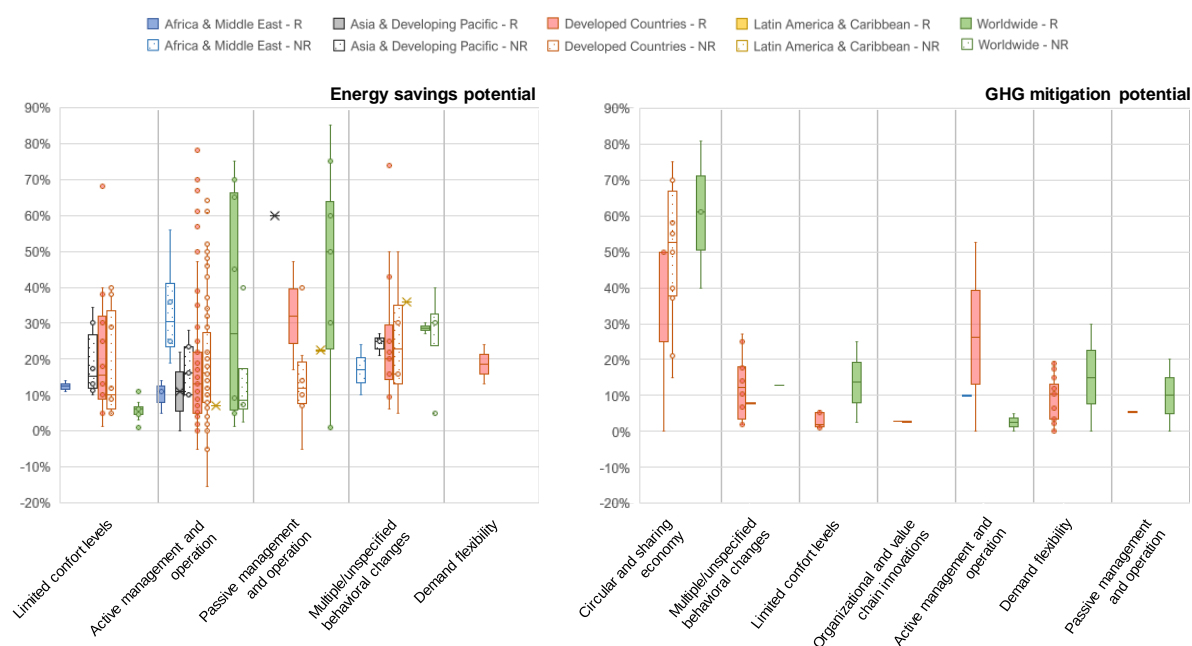 Africa & Middle East - R
Asia & Developing Pacific - R
Developed Countries - R
Latin America & Caribbean - R
Worldwide - R
Africa & Middle East - NR
Asia & Developing Pacific - NR
Developed Countries - NR
Latin America & Caribbean - NR
Worldwide - NR
Energy savings potential
90%
80%
70%
60%
50%
40%
30%
20%
10%
0%
-10%
-20%
Limited confort levels
Active management and
operation
Passive management
and operation
Multiple/unspecified
behavioral changes
Demand flexibility
GHG mitigation potential
90%
80%
70%
60%
50%
40%
30%
20%
10%
0%
-10%
-20%
Circular and sharing
economy
Multiple/unspecified
behavioral changes
Limited confort levels
Organizational and value
chain innovations
Active management and
operation
Demand flexibility
Passive management
and operation